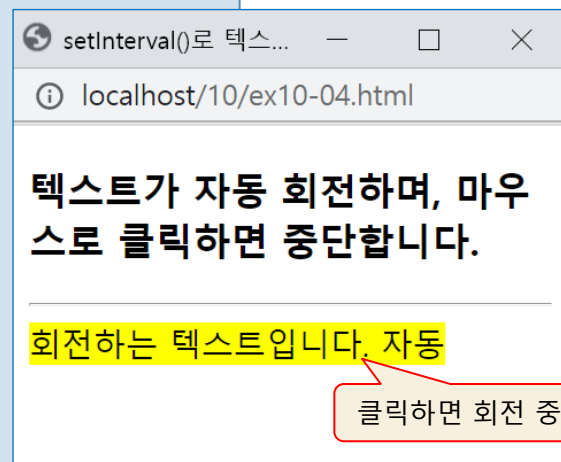 setInterval()로 텍스...
localhost/10/ex10-04.html
텍스트가 자동 회전하며, 마우
스로 클릭하면 중단합니다.
회전하는 텍스트입니다. 자동
클릭하면 회전 중